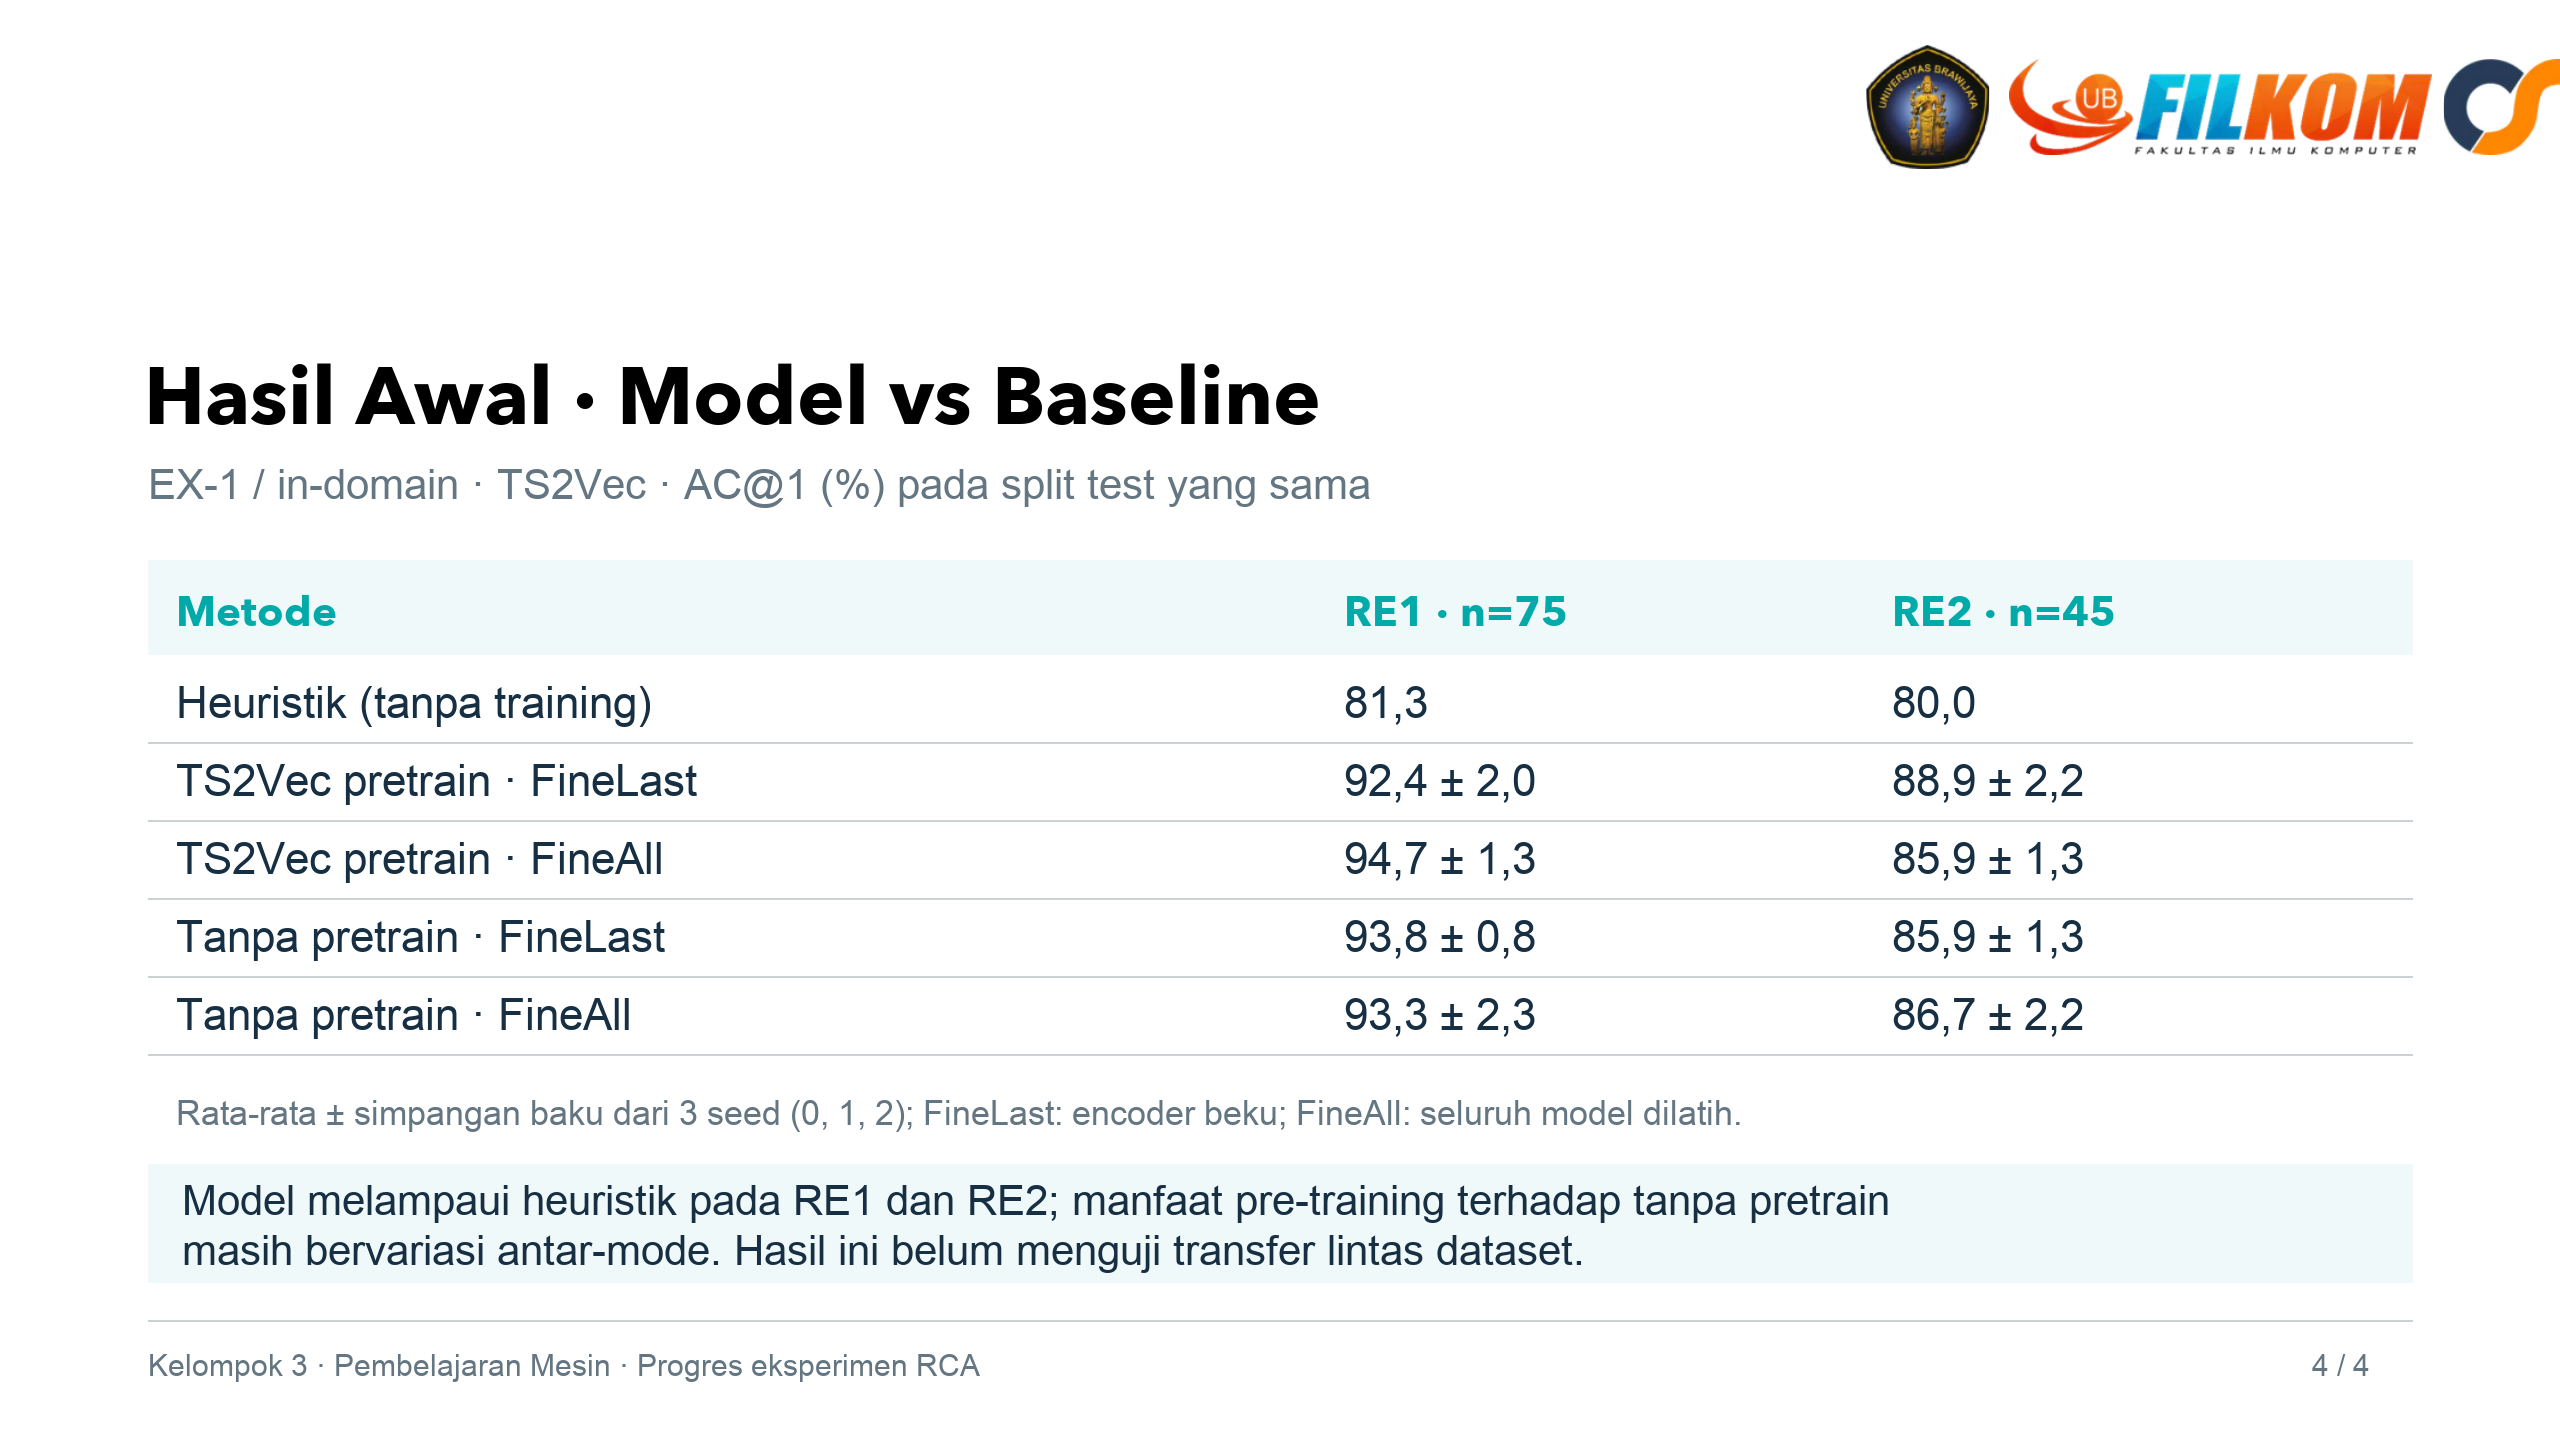 UNIVERSITAS BRAWIJAYA
UB FILKOM
FAKULTAS ILMU KOMPUTER
Hasil Awal · Model vs Baseline
EX-1 / in-domain · TS2Vec · AC@1 (%) pada split test yang sama
Metode RE1 · n=75 RE2 · n=45
Heuristik (tanpa training) 81,3 80,0
TS2Vec pretrain · FineLast 92,4 ± 2,0 88,9 ± 2,2
TS2Vec pretrain · FineAll 94,7 ± 1,3 85,9 ± 1,3
Tanpa pretrain · FineLast 93,8 ± 0,8 85,9 ± 1,3
Tanpa pretrain · FineAll 93,3 ± 2,3 86,7 ± 2,2
Rata-rata ± simpangan baku dari 3 seed (0, 1, 2); FineLast: encoder beku; FineAll: seluruh model dilatih.
Model melampaui heuristik pada RE1 dan RE2; manfaat pre-training terhadap tanpa pretrain
masih bervariasi antar-mode. Hasil ini belum menguji transfer lintas dataset.
Kelompok 3 · Pembelajaran Mesin · Progres eksperimen RCA 4 / 4